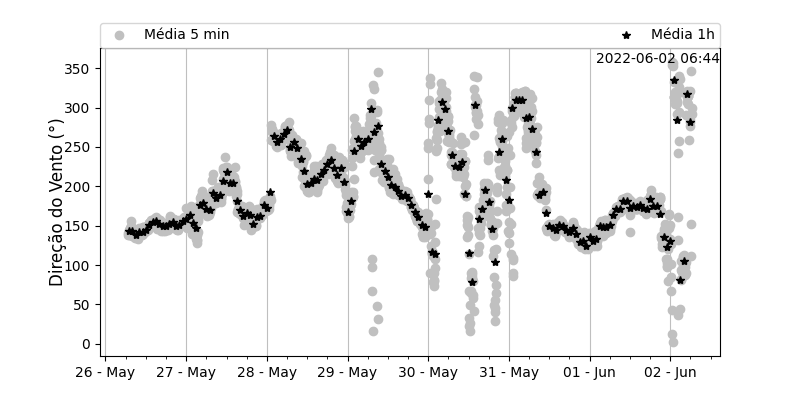 Média 5 min
Média 1h
2022-06-02 06:44
Direção do Vento (°)
350
300
250
200
150
100
50
0
26 - May
27 - May
28 - May
29 - May
30 - May
31 - May
01 - Jun
02 - Jun